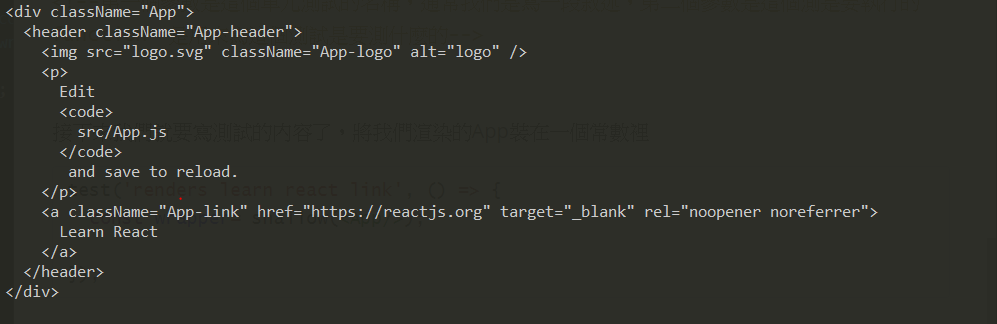 <div className="App">
  <header className="App-header">
    <img src="logo.svg" className="App-logo" alt="logo" />
    <p>
      Edit
      <code>
        src/App.js
      </code>
       and save to reload.
    </p>
    <a className="App-link" href="https://reactjs.org" target="_blank" rel="noopener noreferrer">
      Learn React
    </a>
  </header>
</div>